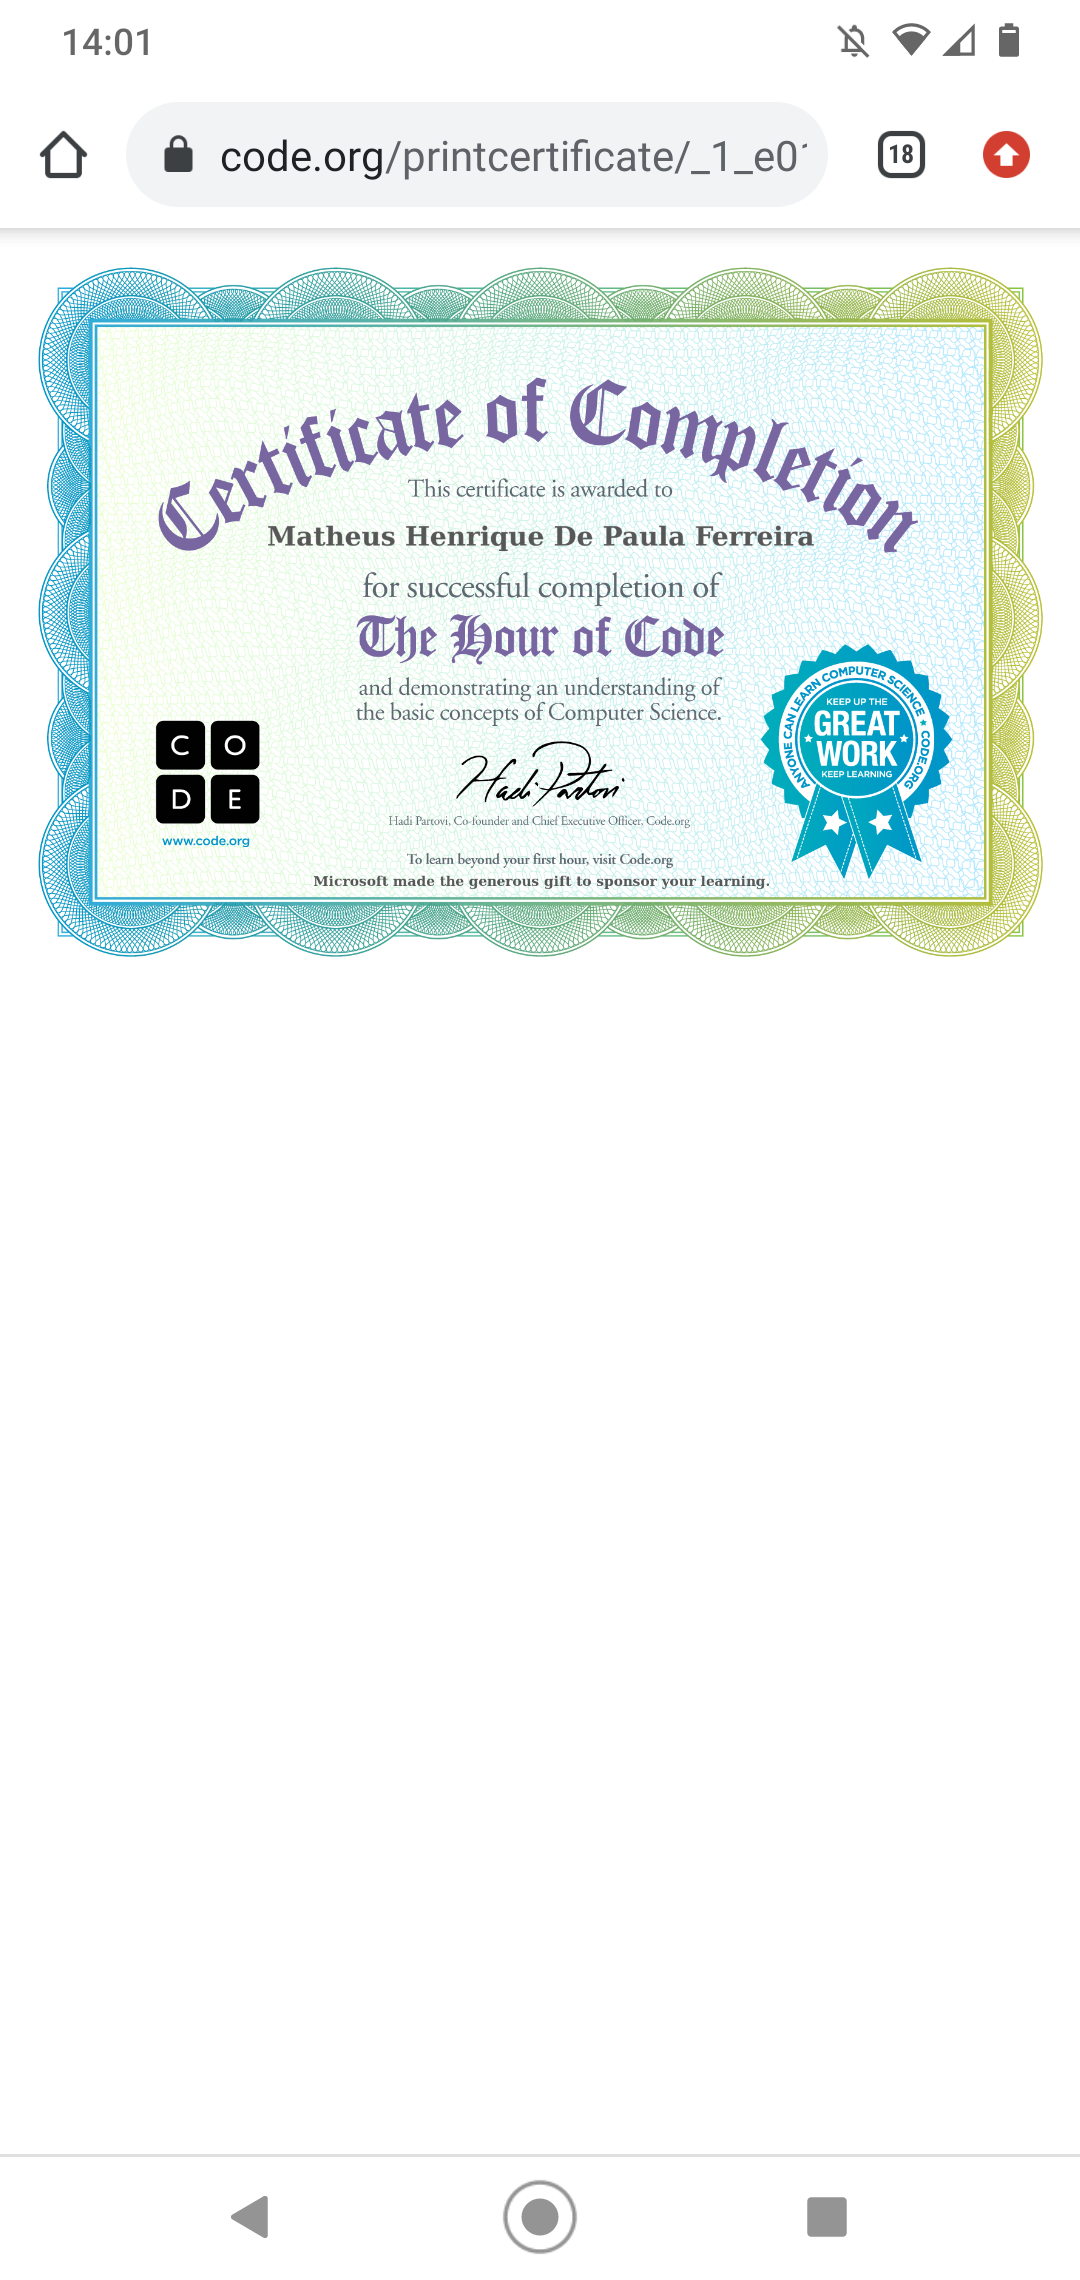 14:01
code.org/printcertificate/_1_e0
18
Certificate of Completion
This certificate is awarded to
Matheus Henrique De Paula Ferreira
for successful completion of
The Hour of Code
and demonstrating an understanding of
the basic concepts of Computer Science.
ANYONE CAN LEARN COMPUTER SCIENCE ★ CODE.ORG
KEEP UP THE
GREAT
WORK
KEEP LEARNING
C O
D E
www.code.org
Hadi Partovi
Hadi Partovi, Co-founder and Chief Executive Officer, Code.org
To learn beyond your first hour, visit Code.org
Microsoft made the generous gift to sponsor your learning.